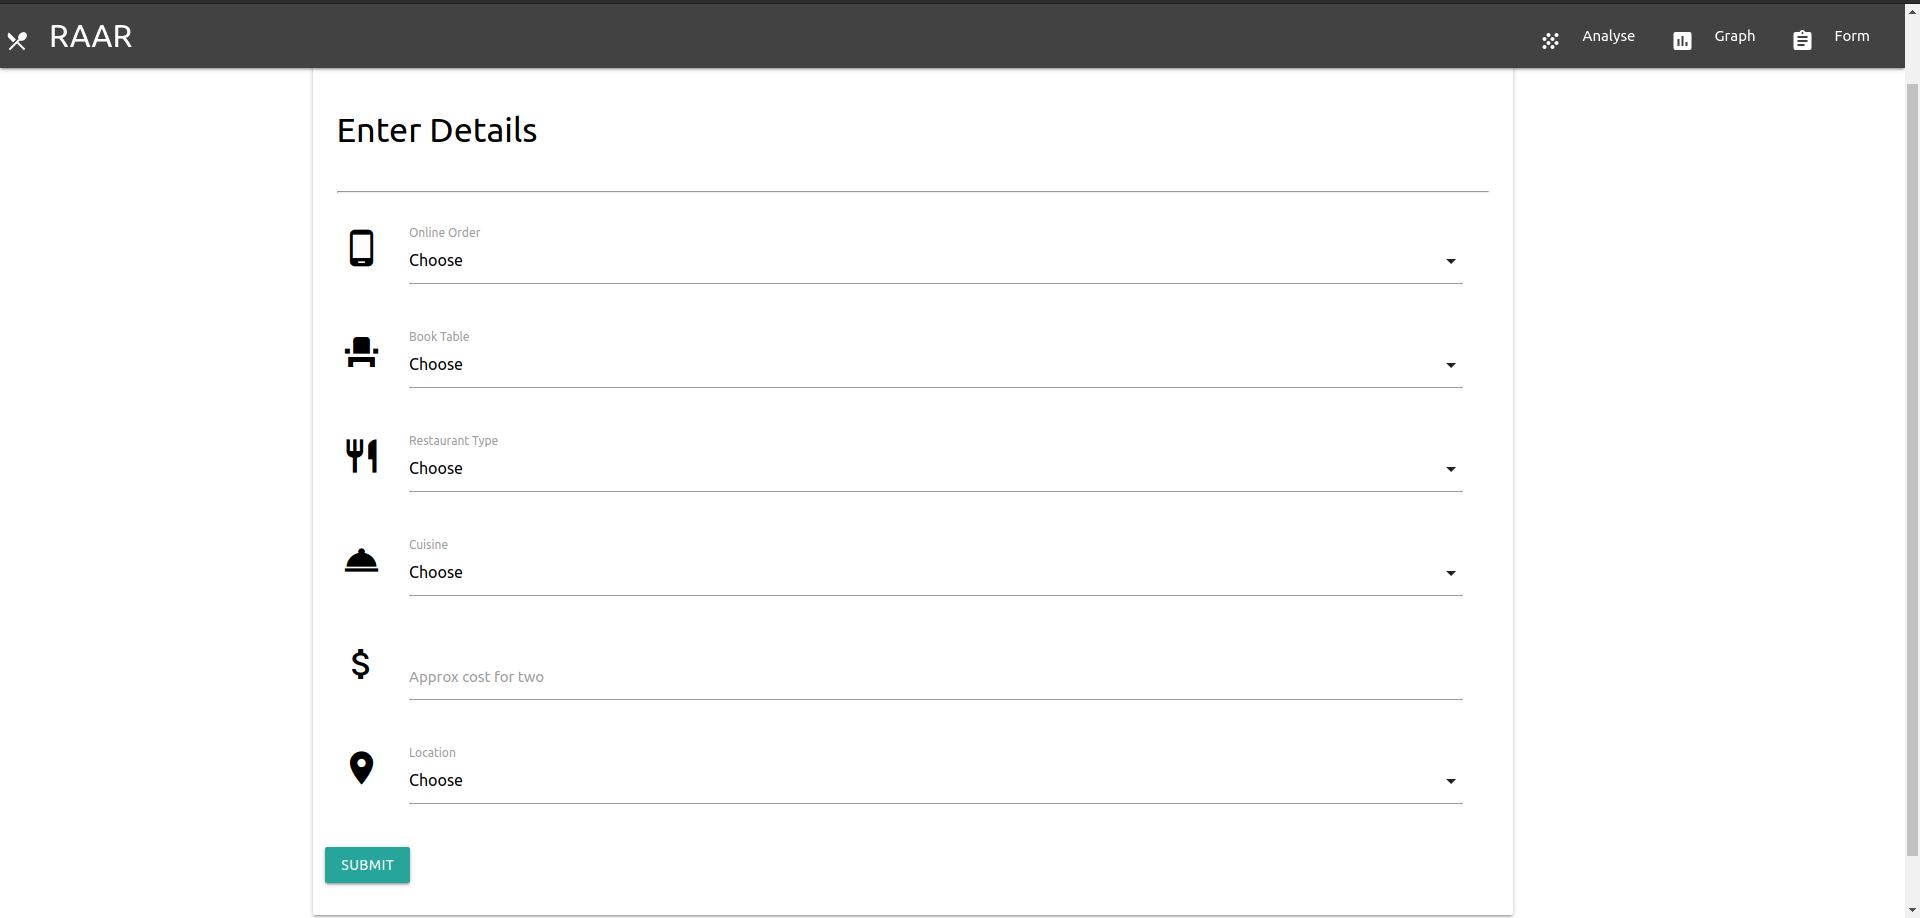 RAAR
Analyse
Graph
Form
Enter Details
Online Order
Choose
Book Table
Choose
Restaurant Type
Choose
Cuisine
Choose
Approx cost for two
Location
Choose
SUBMIT